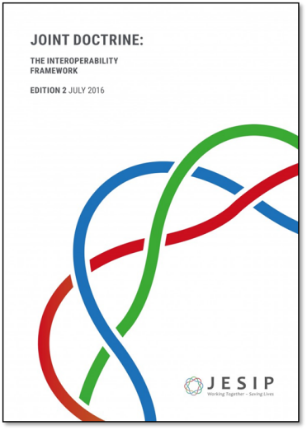 JOINT DOCTRINE:
THE INTEROPERABILITY
FRAMEWORK
EDITION 2 JULY 2016
JESIP
Working Together – Saving Lives